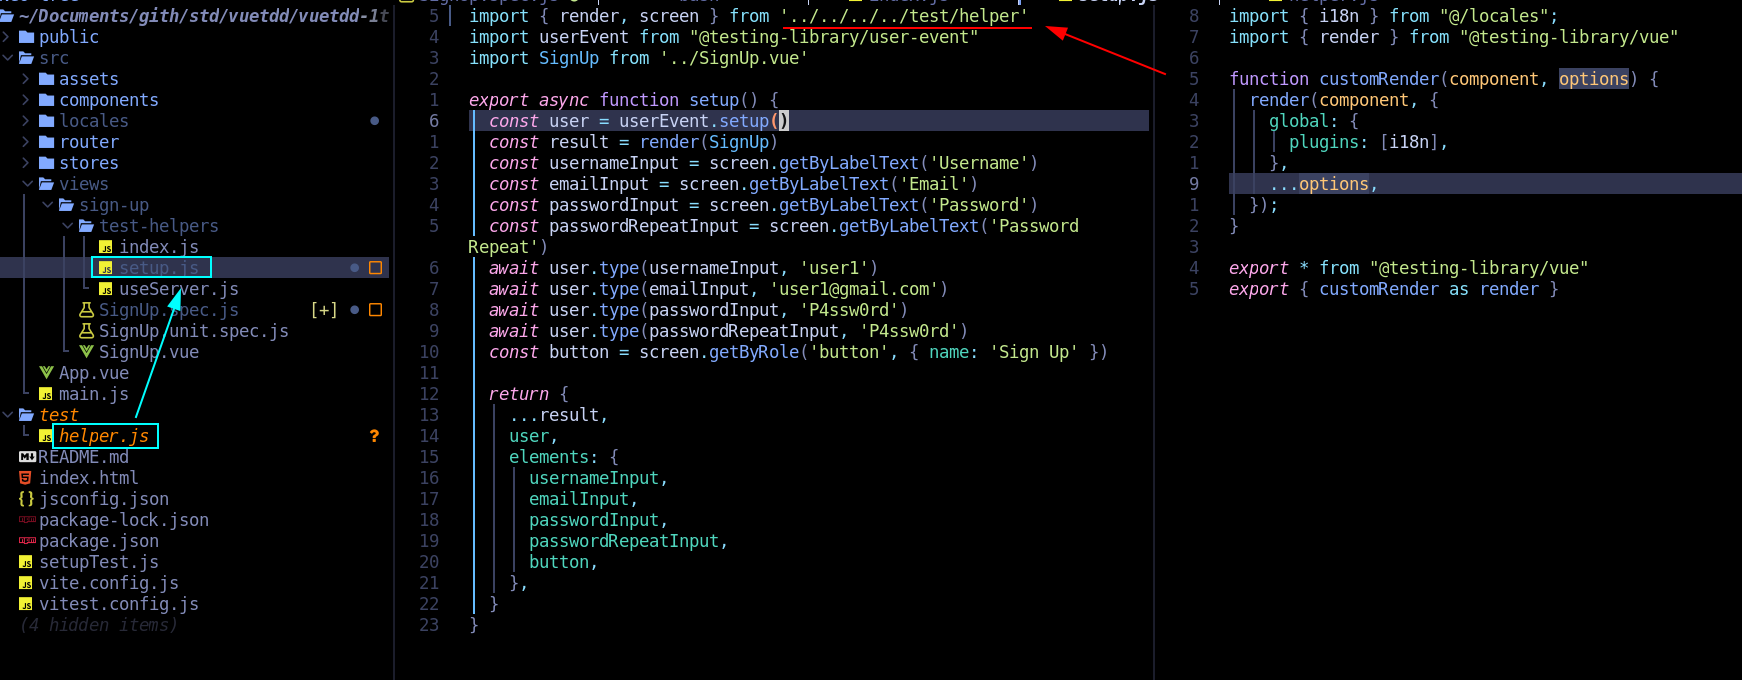 ~/Documents/gith/std/vuetdd/vuetdd-1t
public
src
assets
components
locales
router
stores
views
sign-up
test-helpers
index.js
setup.js
useServer.js
SignUp.spec.js [+]
SignUp.unit.spec.js
SignUp.vue
App.vue
main.js
test
helper.js ?
README.md
index.html
jsconfig.json
package-lock.json
package.json
setupTest.js
vite.config.js
vitest.config.js
(4 hidden items)
5 import { render, screen } from '../../../../test/helper'
4 import userEvent from "@testing-library/user-event"
3 import SignUp from '../SignUp.vue'
2
1 export async function setup() {
6 const user = userEvent.setup()
1 const result = render(SignUp)
2 const usernameInput = screen.getByLabelText('Username')
3 const emailInput = screen.getByLabelText('Email')
4 const passwordInput = screen.getByLabelText('Password')
5 const passwordRepeatInput = screen.getByLabelText('Password
Repeat')
6 await user.type(usernameInput, 'user1')
7 await user.type(emailInput, 'user1@gmail.com')
8 await user.type(passwordInput, 'P4ssw0rd')
9 await user.type(passwordRepeatInput, 'P4ssw0rd')
10 const button = screen.getByRole('button', { name: 'Sign Up' })
11
12 return {
13 ...result,
14 user,
15 elements: {
16 usernameInput,
17 emailInput,
18 passwordInput,
19 passwordRepeatInput,
20 button,
21 },
22 }
23 }
8 import { i18n } from "@/locales";
7 import { render } from "@testing-library/vue"
6
5 function customRender(component, options) {
4 render(component, {
3 global: {
2 plugins: [i18n],
1 },
9 ...options,
1 });
2 }
3
4 export * from "@testing-library/vue"
5 export { customRender as render }